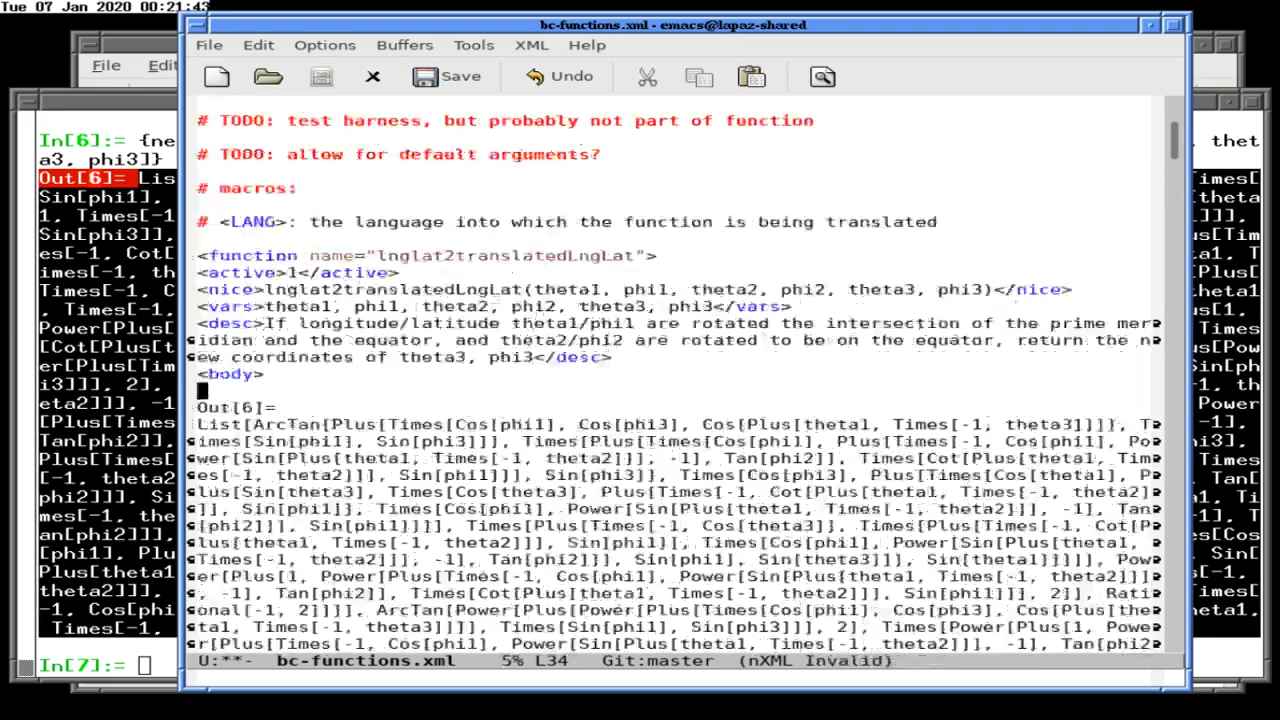 Tue 07 Jan 2020 00:21:43
bc-functions.xml - emacs@lapaz-shared
File Edit Options Buffers Tools XML Help
Save Undo
# TODO: test harness, but probably not part of function
# TODO: allow for default arguments?
# macros:
# <LANG>: the language into which the function is being translated
<function name="lnglat2translatedLngLat">
<active>1</active>
<nice>lnglat2translatedLngLat(theta1, phi1, theta2, phi2, theta3, phi3)</nice>
<vars>theta1, phi1, theta2, phi2, theta3, phi3</vars>
<desc>If longitude/latitude theta1/phi1 are rotated the intersection of the prime mer
idian and the equator, and theta2/phi2 are rotated to be on the equator, return the n
ew coordinates of theta3, phi3</desc>
<body>
Out[6]=
List[ArcTan[Plus[Times[Cos[phi1], Cos[phi3], Cos[Plus[theta1, Times[-1, theta3]]]], T
imes[Sin[phi1], Sin[phi3]]], Times[Plus[Times[Cos[phi1], Plus[Times[-1, Cos[phi1], Po
wer[Sin[Plus[theta1, Times[-1, theta2]]], -1], Tan[phi2]], Times[Cot[Plus[theta1, Tim
es[-1, theta2]]], Sin[phi1]]], Sin[phi3]], Times[Cos[phi3], Plus[Times[Cos[theta1], P
lus[Sin[theta3], Times[Cos[theta3], Plus[Times[-1, Cot[Plus[theta1, Times[-1, theta2]
]], Sin[phi1]], Times[Cos[phi1], Power[Sin[Plus[theta1, Times[-1, theta2]]], -1], Tan
[phi2]]], Sin[phi1]]]], Times[Plus[Times[-1, Cos[theta3]], Times[Plus[Times[-1, Cot[P
lus[theta1, Times[-1, theta2]]], Sin[phi1]], Times[Cos[phi1], Power[Sin[Plus[theta1,
Times[-1, theta2]]], -1], Tan[phi2]]], Sin[phi1], Sin[theta3]]], Sin[theta1]]]]], Pow
er[Plus[1, Power[Plus[Times[-1, Cos[phi1], Power[Sin[Plus[theta1, Times[-1, theta2]]]
, -1], Tan[phi2]], Times[Cot[Plus[theta1, Times[-1, theta2]]], Sin[phi1]]], 2]], Rati
onal[-1, 2]]]], ArcTan[Power[Plus[Power[Plus[Times[Cos[phi1], Cos[phi3], Cos[Plus[the
ta1, Times[-1, theta3]]]], Times[Sin[phi1], Sin[phi3]]], 2], Times[Power[Plus[1, Powe
r[Plus[Times[-1, Cos[phi1], Power[Sin[Plus[theta1, Times[-1, theta2]]], -1], Tan[phi2
U:**- bc-functions.xml 5% L34 Git:master (nXML Invalid)
File Edit
In[6]:= {ne
a3, phi3]}
Out[6]= Lis
In[7]:=